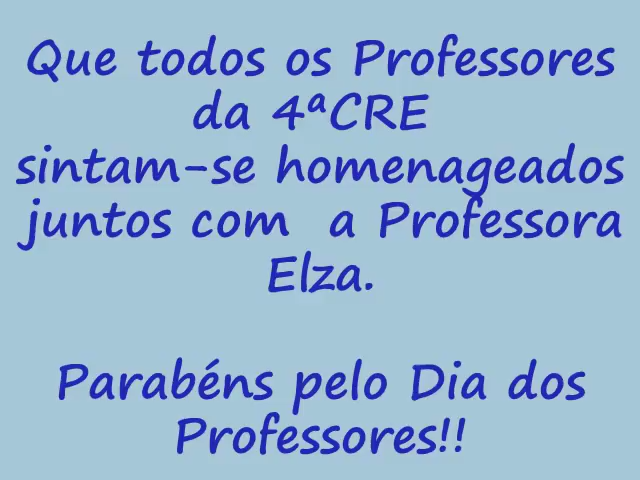 Que todos os Professores
da 4ªCRE
sintam-se homenageados
juntos com a Professora
Elza.
Parabéns pelo Dia dos
Professores!!